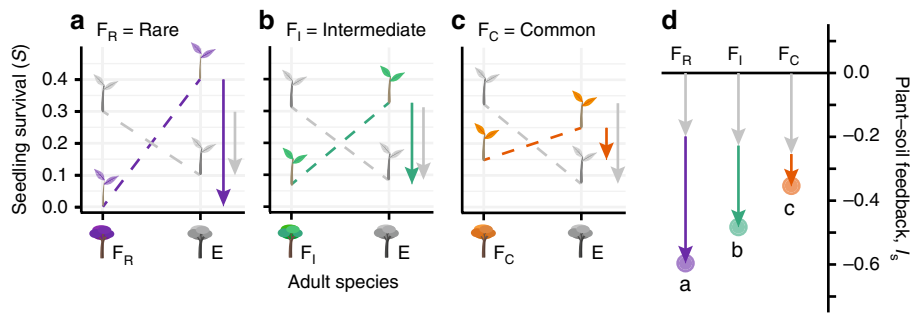 a F_R = Rare
b F_I = Intermediate
c F_C = Common
d
Seedling survival (S)
0.4
0.3
0.2
0.1
0.0
F_R E
F_I E
F_C E
Adult species
F_R F_I F_C
0.0
−0.2
−0.4
−0.6
a
b
c
Plant–soil feedback, I_s